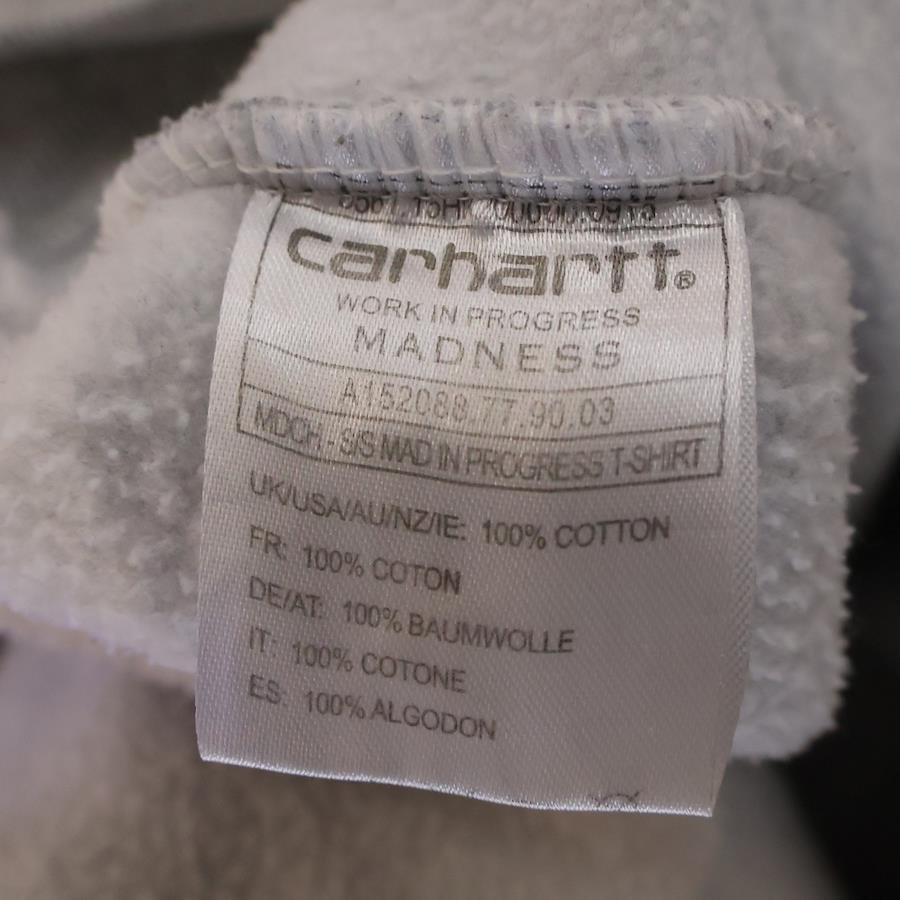 carhartt®
WORK IN PROGRESS
MADNESS
A152088.77.90.03
MDCH - S/S MAD IN PROGRESS T-SHIRT
UK/USA/AU/NZ/IE: 100% COTTON
FR: 100% COTON
DE/AT: 100% BAUMWOLLE
IT: 100% COTONE
ES: 100% ALGODON